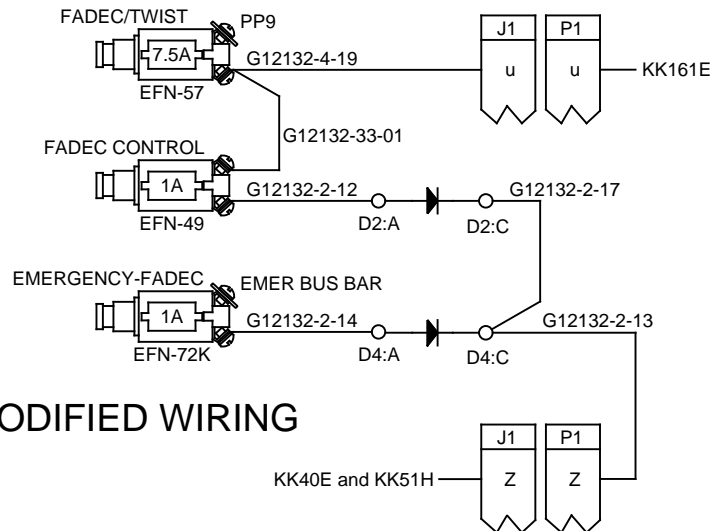 FADEC/TWIST
PP9
J1
P1
7.5A
G12132-4-19
u
u
KK161E
EFN-57
G12132-33-01
FADEC CONTROL
1A
G12132-2-12
G12132-2-17
EFN-49
D2:A
D2:C
EMERGENCY-FADEC
EMER BUS BAR
1A
G12132-2-14
G12132-2-13
EFN-72K
D4:A
D4:C
ODIFIED WIRING
J1
P1
KK40E and KK51H
Z
Z